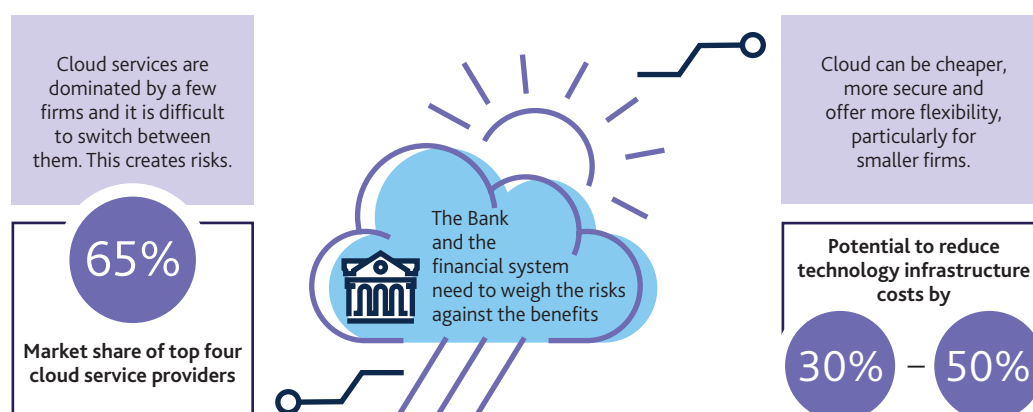 Cloud services are
dominated by a few
firms and it is difficult
to switch between
them. This creates risks.
65%
Market share of top four
cloud service providers
The Bank
and the
financial system
need to weigh the risks
against the benefits
Cloud can be cheaper,
more secure and
offer more flexibility,
particularly for
smaller firms.
Potential to reduce
technology infrastructure
costs by
30% – 50%